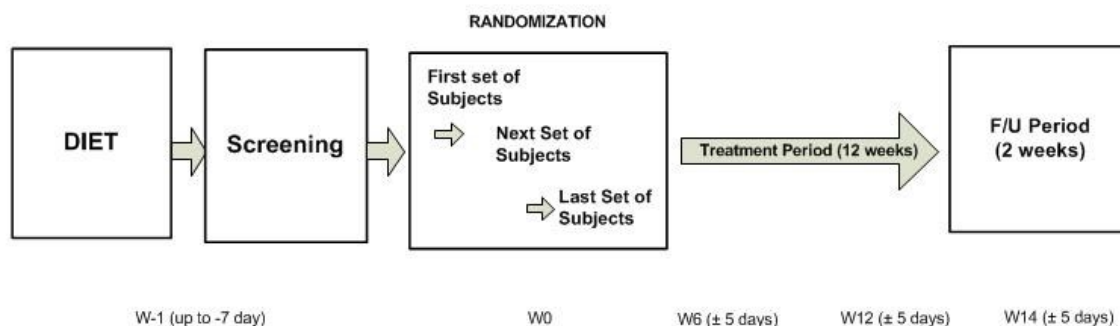 RANDOMIZATION
DIET
Screening
First set of
Subjects
Next Set of
Subjects
Last Set of
Subjects
Treatment Period (12 weeks)
F/U Period
(2 weeks)
W-1 (up to -7 day)
W0
W6 (± 5 days)
W12 (± 5 days)
W14 (± 5 days)